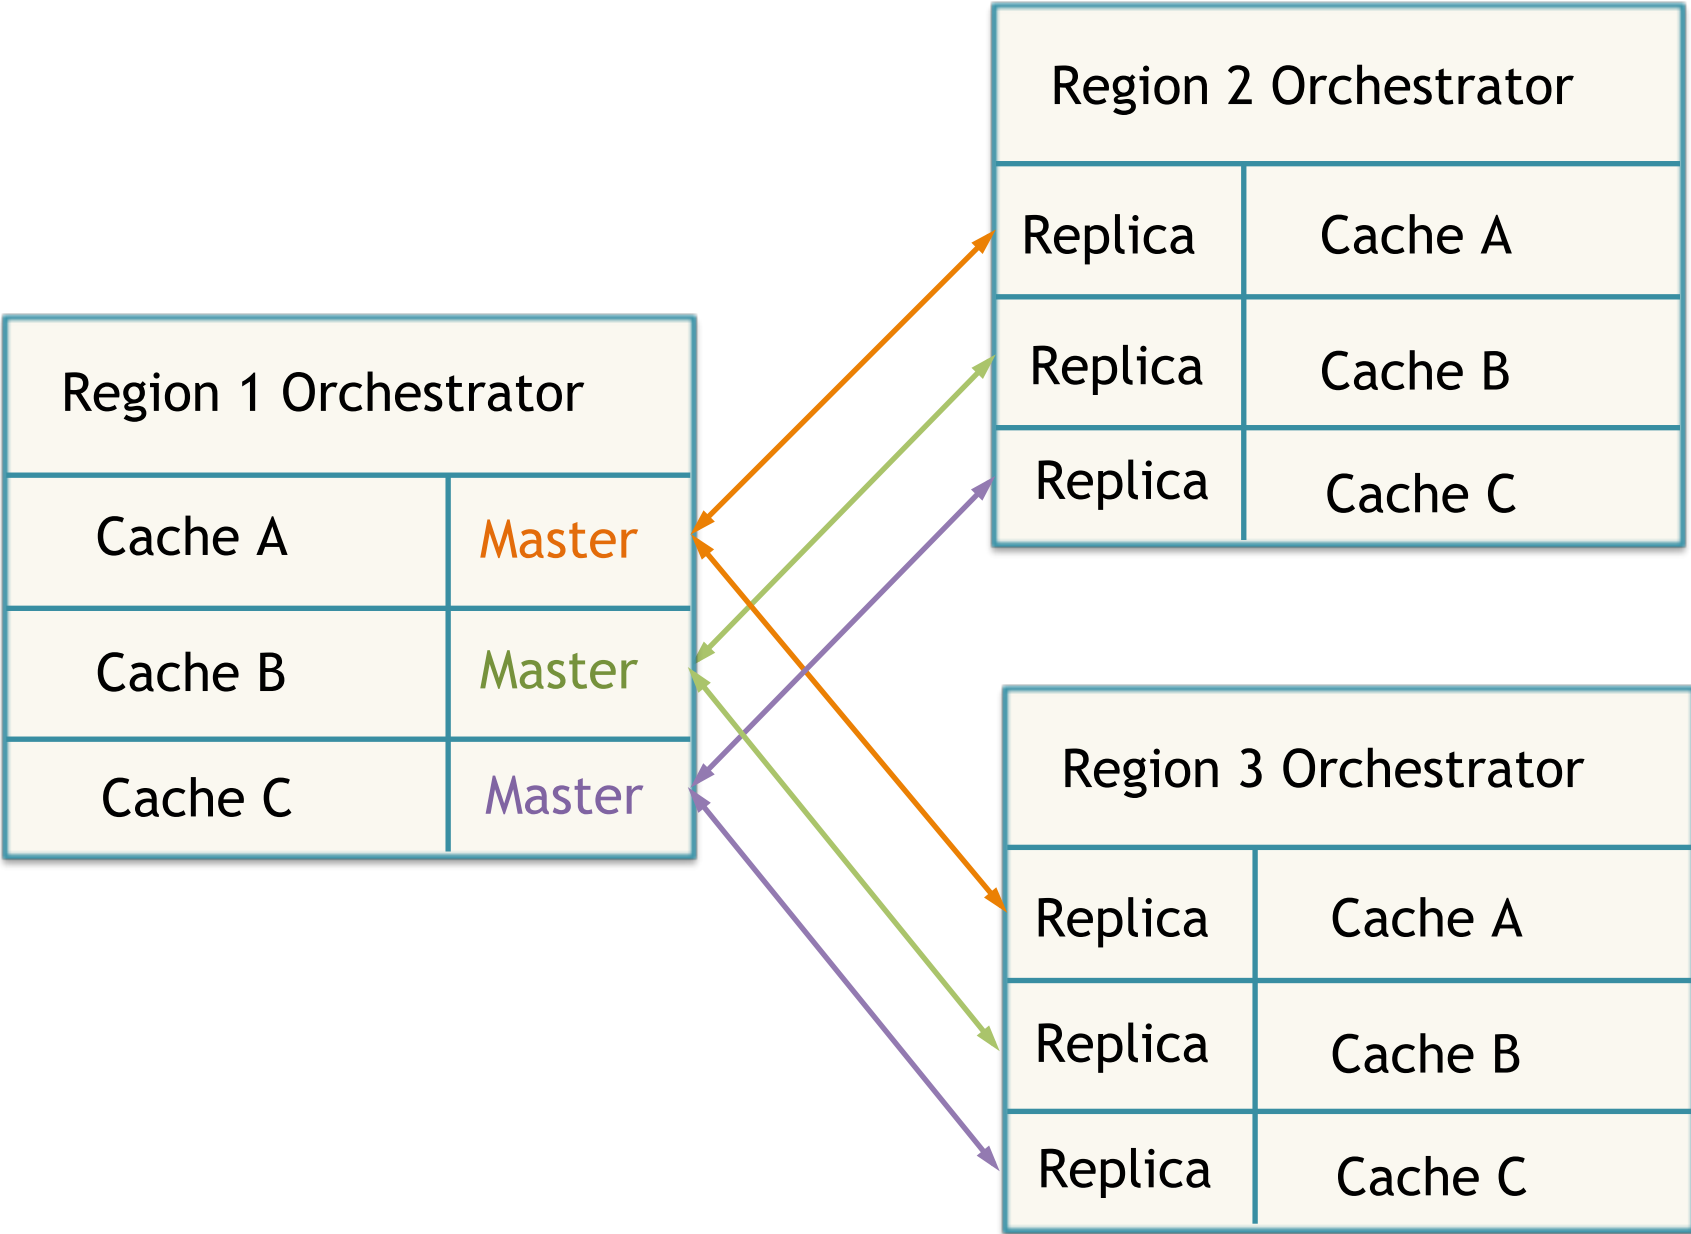 Region 1 Orchestrator
Cache A Master
Cache B Master
Cache C Master
Region 2 Orchestrator
Replica Cache A
Replica Cache B
Replica Cache C
Region 3 Orchestrator
Replica Cache A
Replica Cache B
Replica Cache C